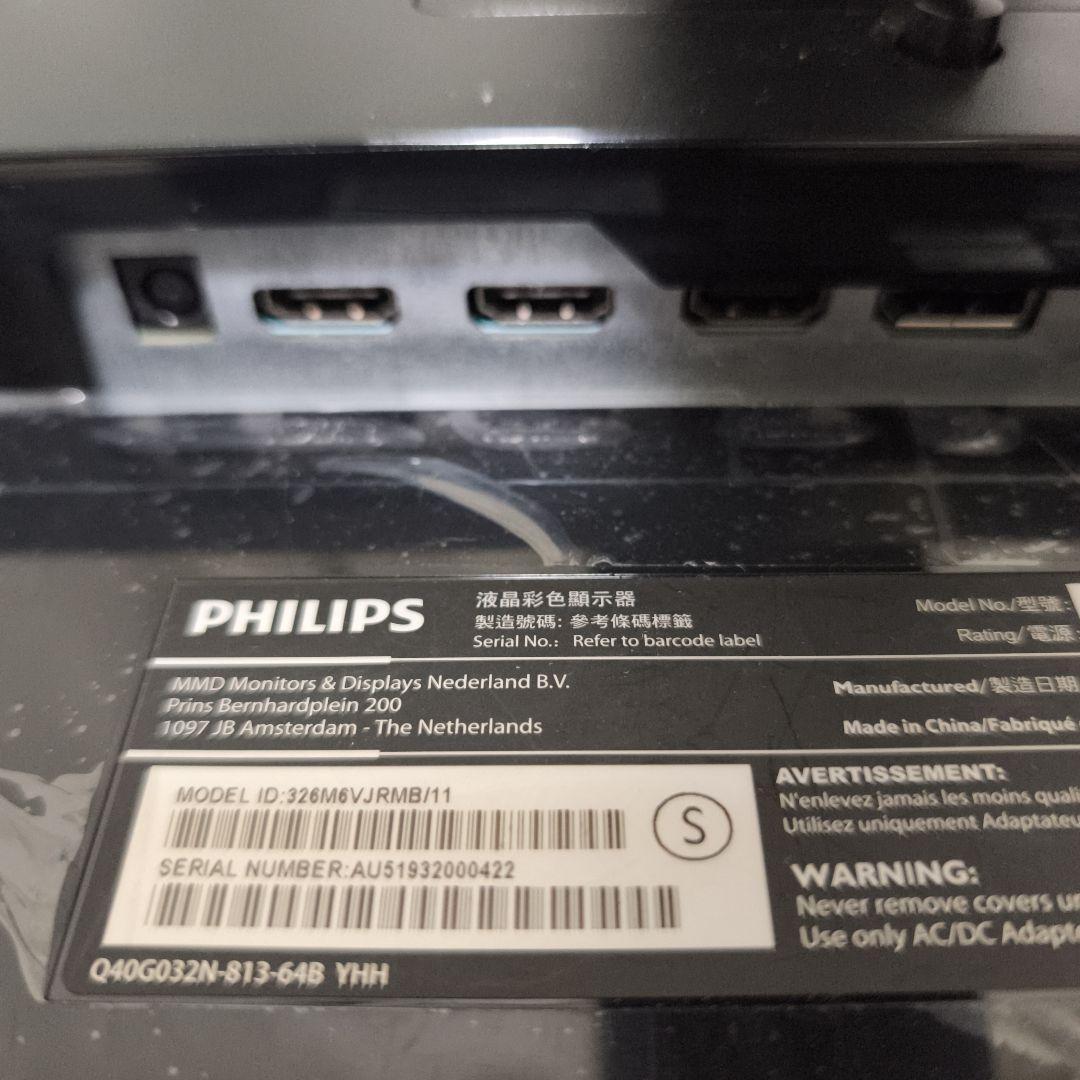 PHILIPS
液晶彩色顯示器
製造號碼: 參考條碼標籤
Serial No.: Refer to barcode label
Model No./型號:
Rating/電源:
MMD Monitors & Displays Nederland B.V.
Prins Bernhardplein 200
1097 JB Amsterdam - The Netherlands
Manufactured/製造日期
Made in China/Fabriqué
MODEL ID:326M6VJRMB/11
SERIAL NUMBER:AU51932000422
S
AVERTISSEMENT:
N'enlevez jamais les moins
Utilisez uniquement Adaptateu
WARNING:
Never remove covers
Use only AC/DC Adapte
Q40G032N-813-64B YHH